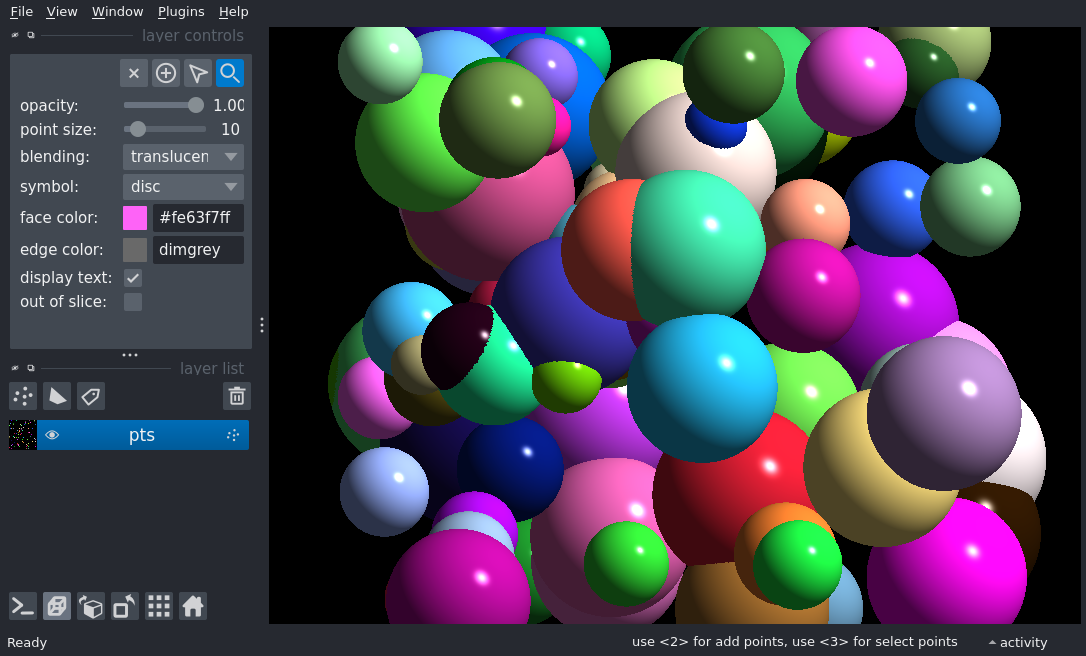 File View Window Plugins Help
layer controls
opacity: 1.00
point size: 10
blending: translucen
symbol: disc
face color: #fe63f7ff
edge color: dimgrey
display text:
out of slice:
layer list
pts
Ready use <2> for add points, use <3> for select points activity